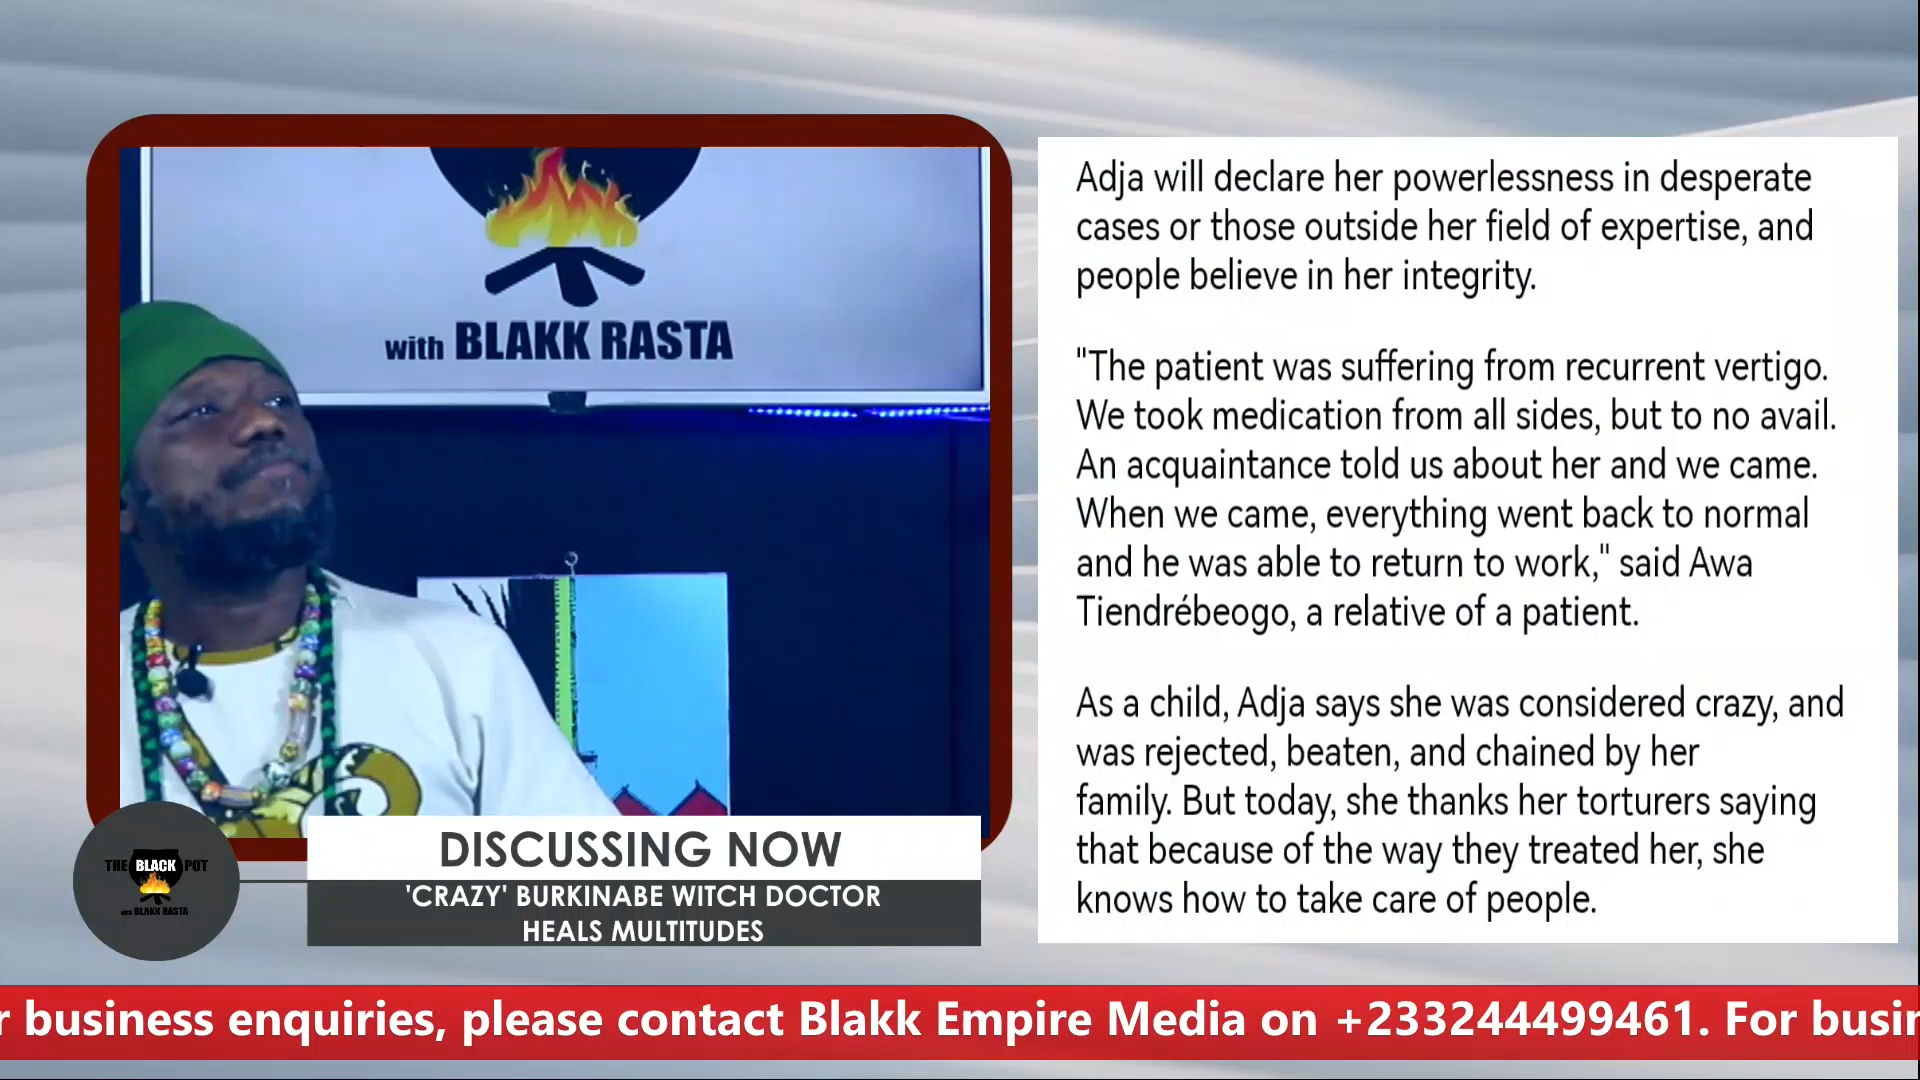 with BLAKK RASTA
Adja will declare her powerlessness in desperate
cases or those outside her field of expertise, and
people believe in her integrity.
"The patient was suffering from recurrent vertigo.
We took medication from all sides, but to no avail.
An acquaintance told us about her and we came.
When we came, everything went back to normal
and he was able to return to work," said Awa
Tiendrébeogo, a relative of a patient.
As a child, Adja says she was considered crazy, and
was rejected, beaten, and chained by her
family. But today, she thanks her torturers saying
that because of the way they treated her, she
knows how to take care of people.
THE BLACK POT
with BLAKK RASTA
DISCUSSING NOW
'CRAZY' BURKINABE WITCH DOCTOR
HEALS MULTITUDES
r business enquiries, please contact Blakk Empire Media on +233244499461. For busin